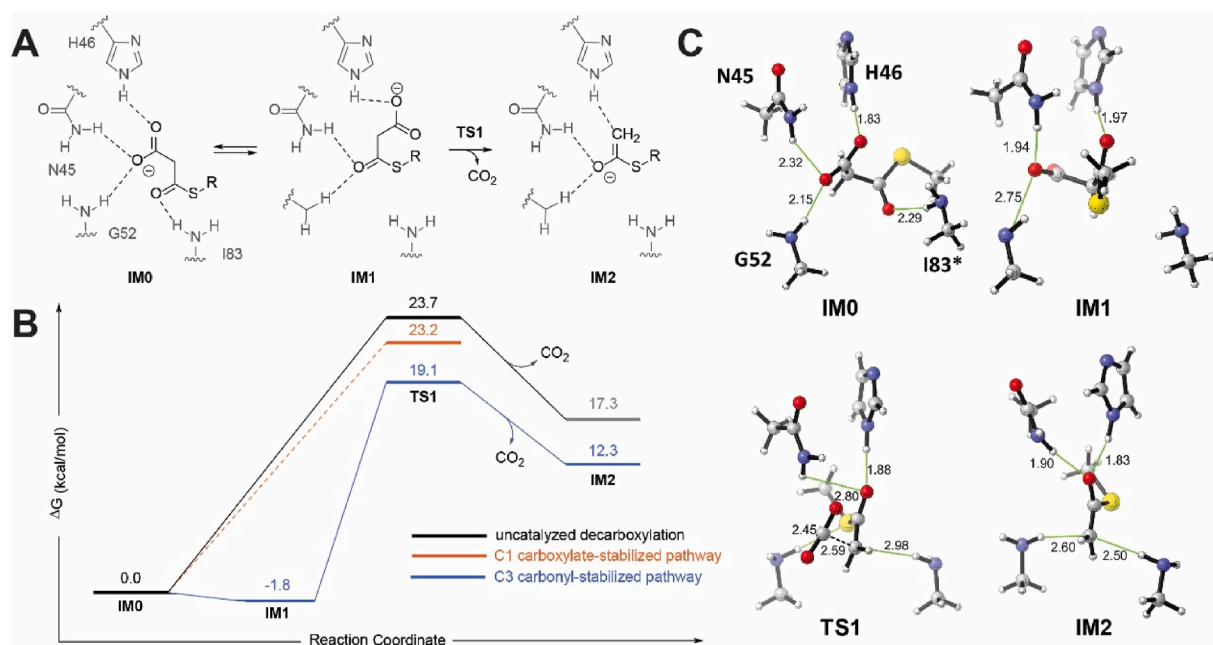 A
H46
N
N
H
O
O
N
H
H
N45
O
O
⊖
O
S-R
H
H
N
G52
H
H
N
I83
IM0
N
N
H
O
⊖
O
O
N
H
H
O
S
R
H
H
H
H
N
IM1
TS1
CO2
N
N
H
CH2
O
N
H
H
O
⊖
S
R
H
H
H
H
N
IM2
B
ΔG (kcal/mol)
23.7
23.2
19.1
TS1
CO2
CO2
17.3
12.3
IM2
0.0
IM0
-1.8
IM1
uncatalyzed decarboxylation
C1 carboxylate-stabilized pathway
C3 carbonyl-stabilized pathway
Reaction Coordinate
C
N45
H46
1.83
2.32
2.15
2.29
G52
I83*
IM0
1.97
1.94
2.75
IM1
1.88
2.80
2.45
2.59
2.98
TS1
1.90
1.83
2.60
2.50
IM2